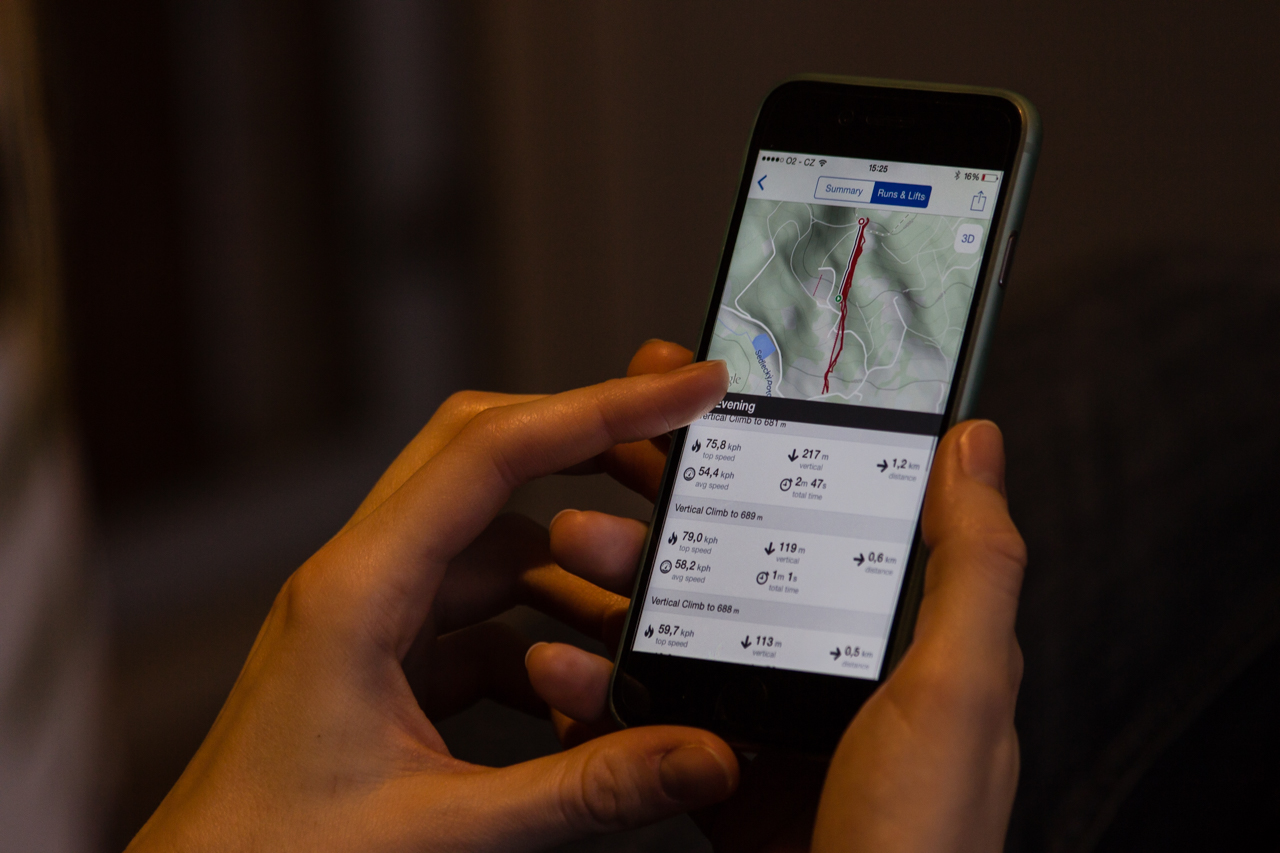 O2 - CZ 15:25 16%
Summary Runs & Lifts
3D
Sedlecký
gle
Evening
Vertical Climb to 681 m
75,8 kph 217 m 1,2 km
top speed vertical distance
54,4 kph 2m 47s
avg speed total time
Vertical Climb to 689 m
79,0 kph 119 m 0,6 km
top speed vertical distance
58,2 kph 1m 1s
avg speed total time
Vertical Climb to 688 m
59,7 kph 113 m 0,5 km
top speed vertical distance